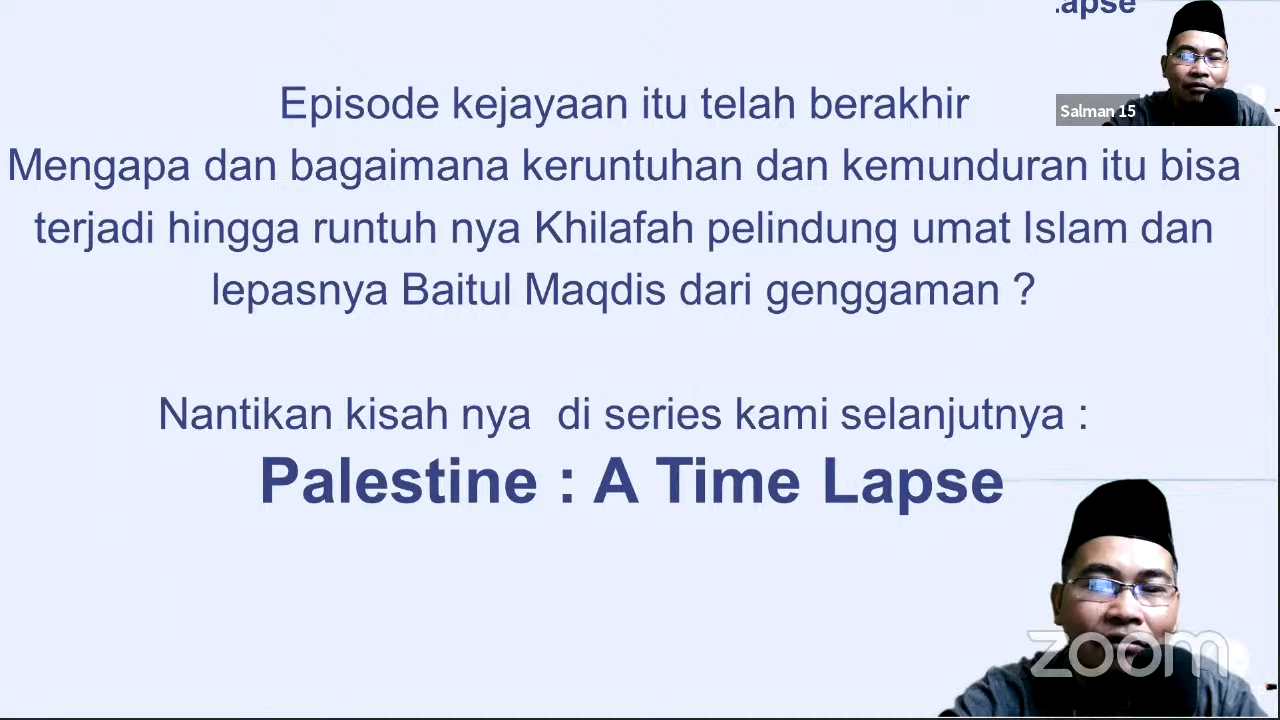 .apse
Salman 15
Episode kejayaan itu telah berakhir
Mengapa dan bagaimana keruntuhan dan kemunduran itu bisa
terjadi hingga runtuh nya Khilafah pelindung umat Islam dan
lepasnya Baitul Maqdis dari genggaman ?
Nantikan kisah nya  di series kami selanjutnya :
Palestine : A Time Lapse
zoom